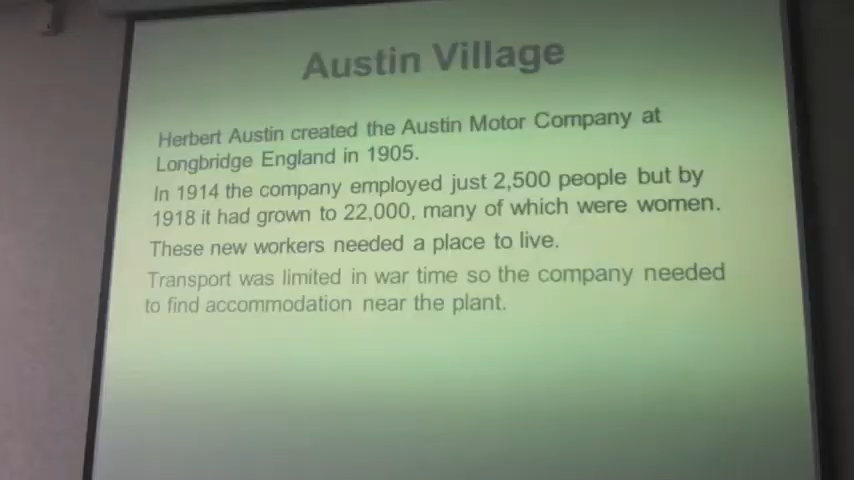 Austin Village
Herbert Austin created the Austin Motor Company at
Longbridge England in 1905.
In 1914 the company employed just 2,500 people but by
1918 it had grown to 22,000, many of which were women.
These new workers needed a place to live.
Transport was limited in war time so the company needed
to find accommodation near the plant.